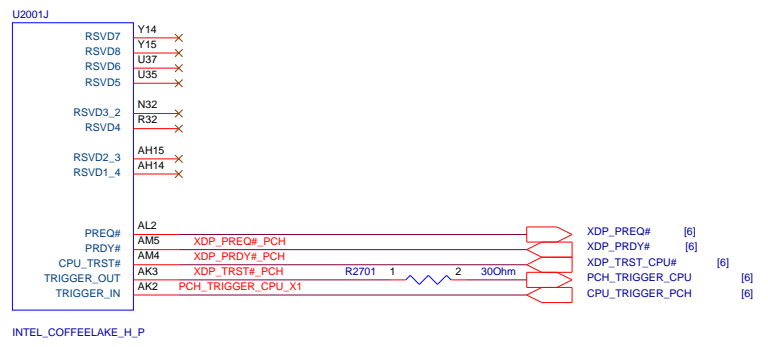 U2001J
RSVD7 Y14
RSVD8 Y15
RSVD6 U37
RSVD5 U35
RSVD3_2 N32
RSVD4 R32
RSVD2_3 AH15
RSVD1_4 AH14
PREQ# AL2 XDP_PREQ# [6]
PRDY# AM5 XDP_PREQ#_PCH XDP_PRDY# [6]
CPU_TRST# AM4 XDP_PRDY#_PCH XDP_TRST_CPU# [6]
TRIGGER_OUT AK3 XDP_TRST#_PCH R2701 1 2 30Ohm PCH_TRIGGER_CPU [6]
TRIGGER_IN AK2 PCH_TRIGGER_CPU_X1 CPU_TRIGGER_PCH [6]
INTEL_COFFEELAKE_H_P